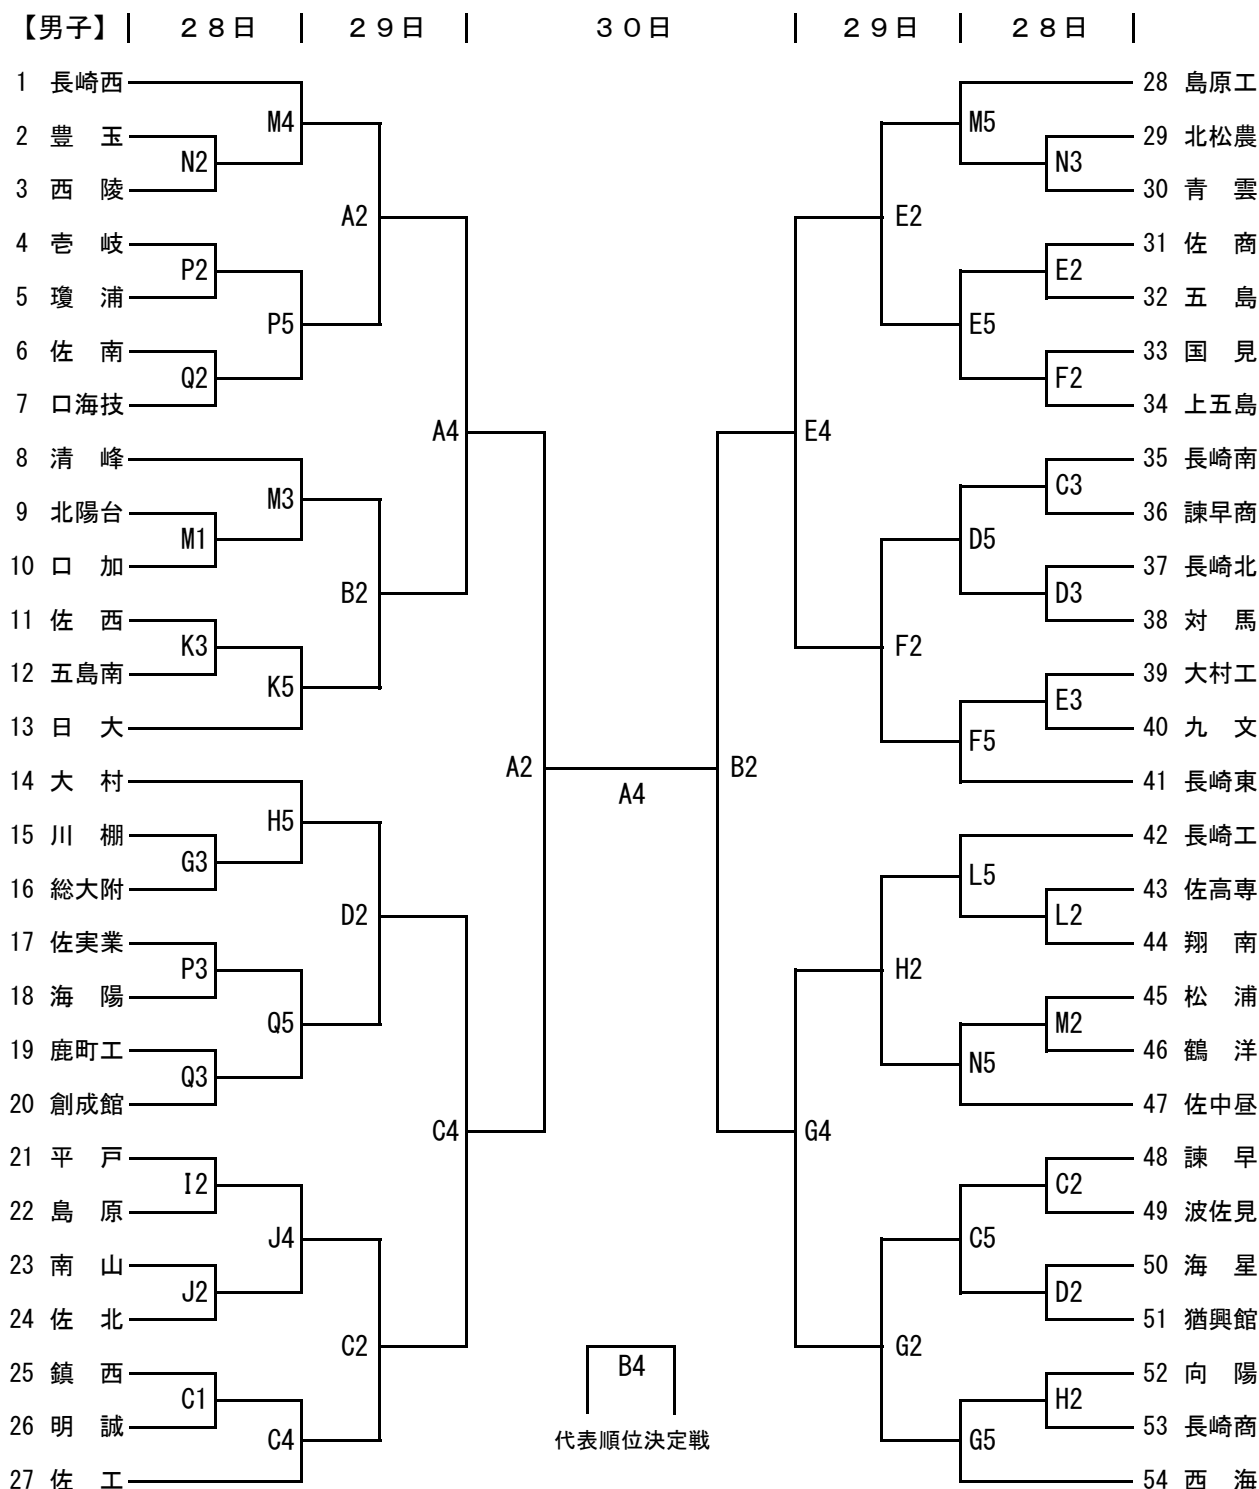 【男子】 ２８日 ２９日 ３０日 ２９日 ２８日
1 長崎西
28 島原工
M4
M5
2 豊 玉
29 北松農
N2
N3
3 西 陵
30 青 雲
A2
E2
4 壱 岐
31 佐 商
P2
E2
5 瓊 浦
32 五 島
P5
E5
6 佐 南
33 国 見
Q2
F2
7 口海技
34 上五島
A4
E4
8 清 峰
35 長崎南
M3
C3
9 北陽台
36 諫早商
M1
D5
10 口 加
37 長崎北
B2
D3
11 佐 西
38 対 馬
K3
F2
12 五島南
39 大村工
K5
E3
13 日 大
40 九 文
F5
A2
B2
14 大 村
41 長崎東
A4
H5
15 川 棚
42 長崎工
G3
L5
16 総大附
43 佐高専
D2
L2
17 佐実業
44 翔 南
P3
H2
18 海 陽
45 松 浦
Q5
M2
19 鹿町工
46 鶴 洋
Q3
N5
20 創成館
47 佐中昼
C4
G4
21 平 戸
48 諫 早
I2
C2
22 島 原
49 波佐見
J4
C5
23 南 山
50 海 星
J2
D2
24 佐 北
51 猶興館
C2
G2
B4
25 鎮 西
52 向 陽
C1
H2
26 明 誠
53 長崎商
C4
代表順位決定戦
G5
27 佐 工
54 西 海